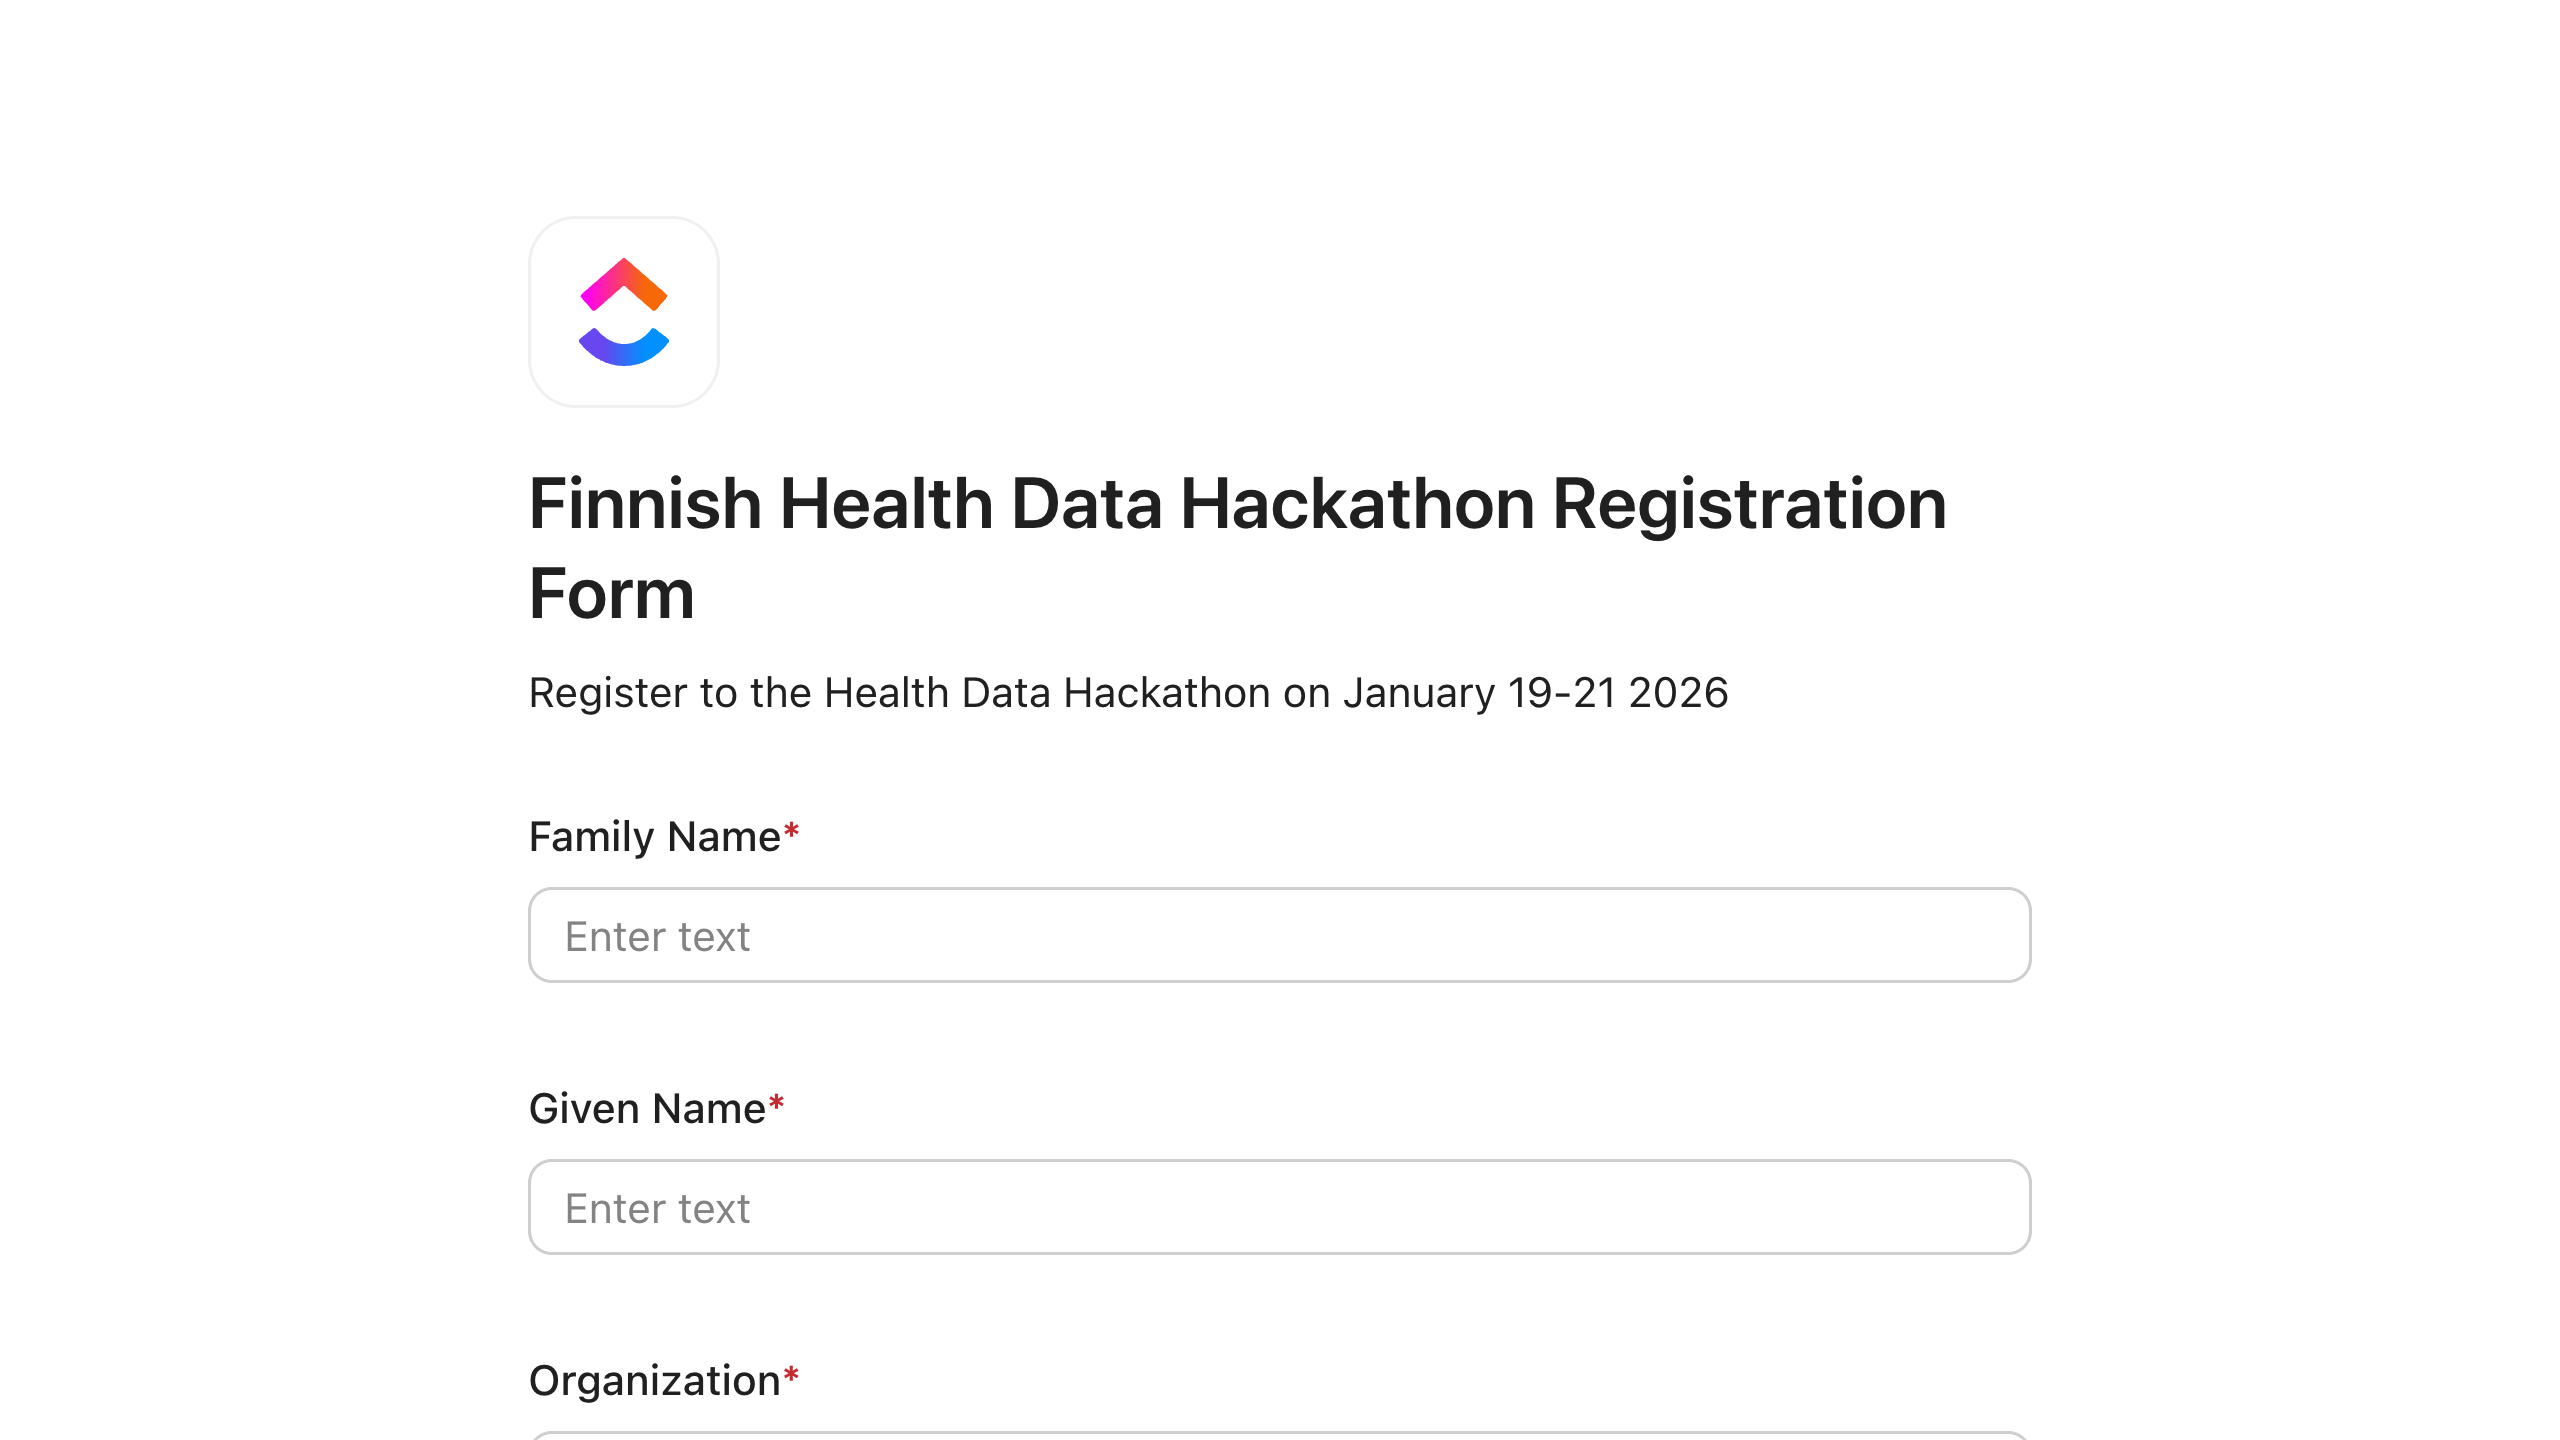 Finnish Health Data Hackathon Registration
Form
Register to the Health Data Hackathon on January 19-21 2026
Family Name*
Enter text
Given Name*
Enter text
Organization*